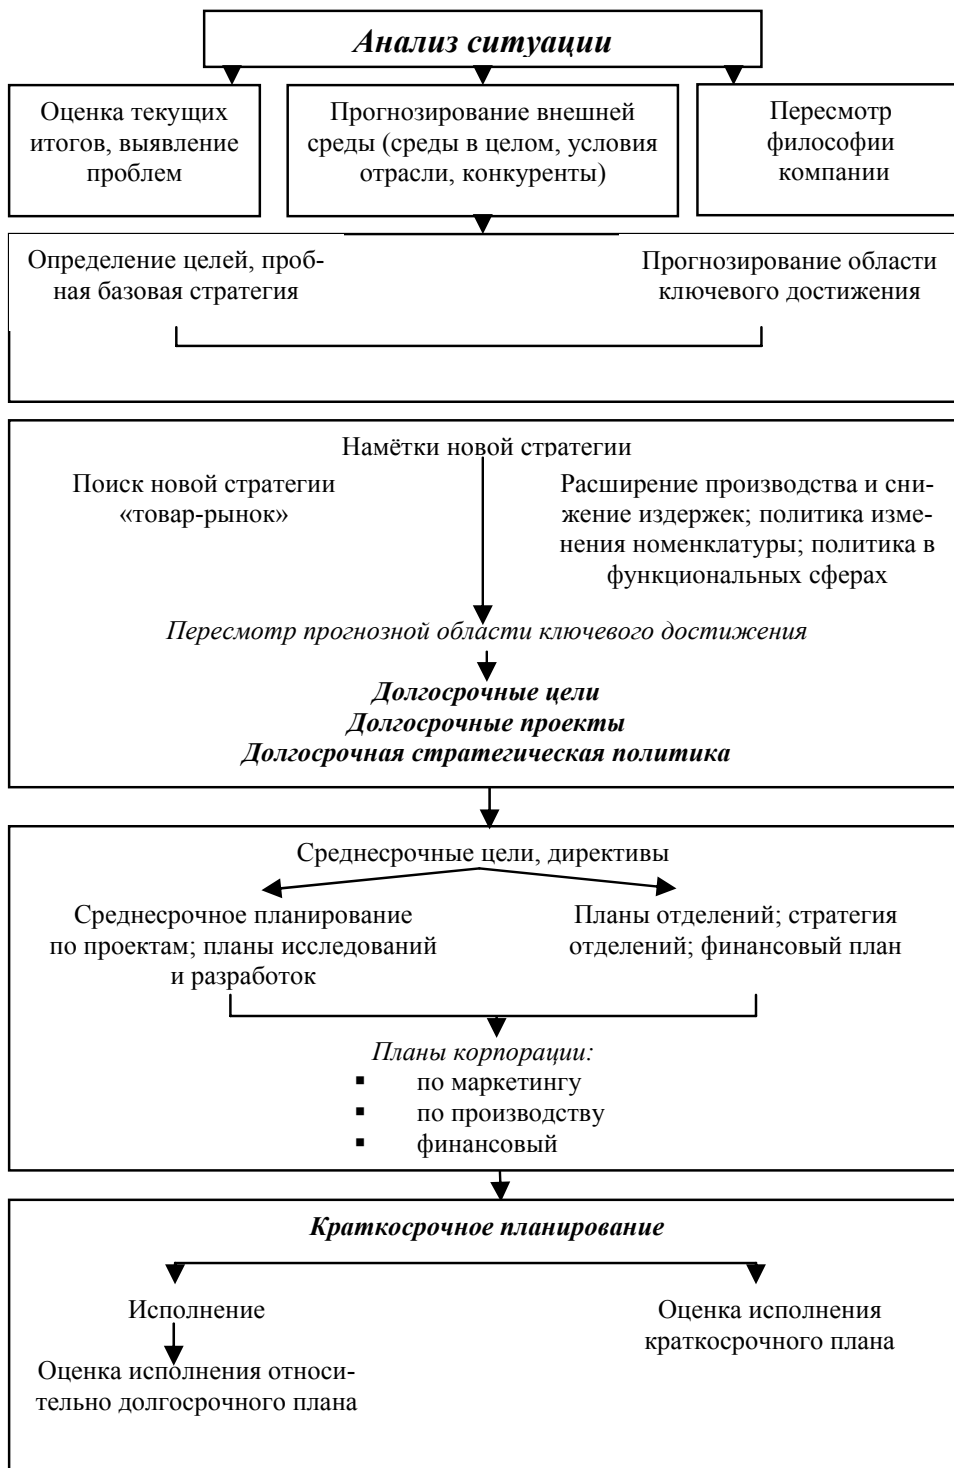 Анализ ситуации
Оценка текущих
итогов, выявление
проблем
Прогнозирование внешней
среды (среды в целом, условия
отрасли, конкуренты)
Пересмотр
философии
компании
Определение целей, проб-
ная базовая стратегия
Прогнозирование области
ключевого достижения
Намётки новой стратегии
Поиск новой стратегии
«товар-рынок»
Расширение производства и сни-
жение издержек; политика изме-
нения номенклатуры; политика в
функциональных сферах
Пересмотр прогнозной области ключевого достижения
Долгосрочные цели
Долгосрочные проекты
Долгосрочная стратегическая политика
Среднесрочные цели, директивы
Среднесрочное планирование
по проектам; планы исследований
и разработок
Планы отделений; стратегия
отделений; финансовый план
Планы корпорации:
▪ по маркетингу
▪ по производству
▪ финансовый
Краткосрочное планирование
Исполнение
Оценка исполнения относи-
тельно долгосрочного плана
Оценка исполнения
краткосрочного плана